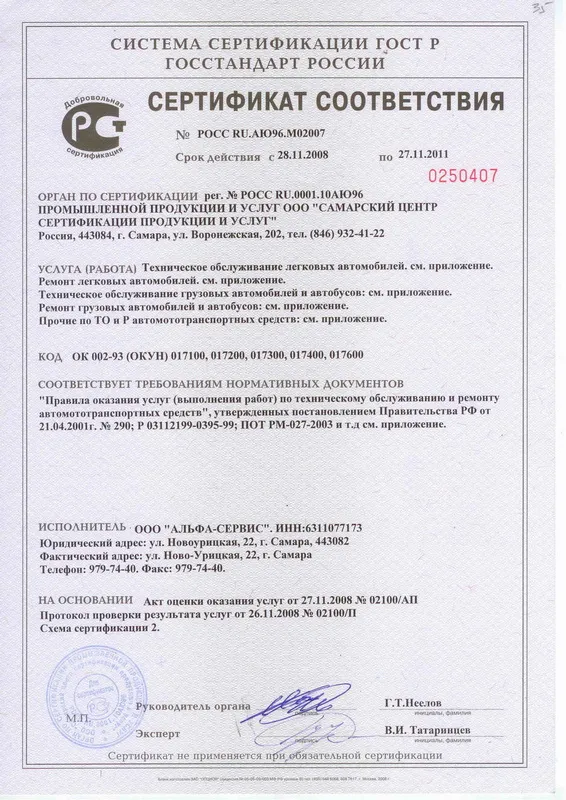 35-
СИСТЕМА СЕРТИФИКАЦИИ ГОСТ Р
ГОССТАНДАРТ РОССИИ
Добровольная
РСТ
сертификация
СЕРТИФИКАТ СООТВЕТСТВИЯ
№ РОСС RU.АЮ96.М02007
Срок действия с 28.11.2008 по 27.11.2011
0250407
ОРГАН ПО СЕРТИФИКАЦИИ рег. № РОСС RU.0001.10АЮ96
ПРОМЫШЛЕННОЙ ПРОДУКЦИИ И УСЛУГ ООО "САМАРСКИЙ ЦЕНТР
СЕРТИФИКАЦИИ ПРОДУКЦИИ И УСЛУГ"
Россия, 443084, г. Самара, ул. Воронежская, 202, тел. (846) 932-41-22
УСЛУГА (РАБОТА) Техническое обслуживание легковых автомобилей. см. приложение.
Ремонт легковых автомобилей. см. приложение.
Техническое обслуживание грузовых автомобилей и автобусов: см. приложение.
Ремонт грузовых автомобилей и автобусов: см. приложение.
Прочие по ТО и Р автомототранспортных средств: см. приложение.
КОД ОК 002-93 (ОКУН) 017100, 017200, 017300, 017400, 017600
СООТВЕТСТВУЕТ ТРЕБОВАНИЯМ НОРМАТИВНЫХ ДОКУМЕНТОВ
"Правила оказания услуг (выполнения работ) по техническому обслуживанию и ремонту
автомототранспортных средств", утвержденных постановлением Правительства РФ от
21.04.2001г. № 290; Р 03112199-0395-99; ПОТ РМ-027-2003 и т.д см. приложение.
ИСПОЛНИТЕЛЬ ООО "АЛЬФА-СЕРВИС". ИНН:6311077173
Юридический адрес: ул. Новоурицкая, 22, г. Самара, 443082
Фактический адрес: ул. Ново-Урицкая, 22, г. Самара
Телефон: 979-74-40. Факс: 979-74-40.
НА ОСНОВАНИИ Акт оценки оказания услуг от 27.11.2008 № 02100/АП
Протокол проверки результата услуг от 26.11.2008 № 02100/П
Схема сертификации 2.
Для
сертификатов
М.П.
Руководитель органа
подпись
Г.Т.Неелов
инициалы, фамилия
Эксперт
подпись
В.И. Татаринцев
инициалы, фамилия
Сертификат не применяется при обязательной сертификации